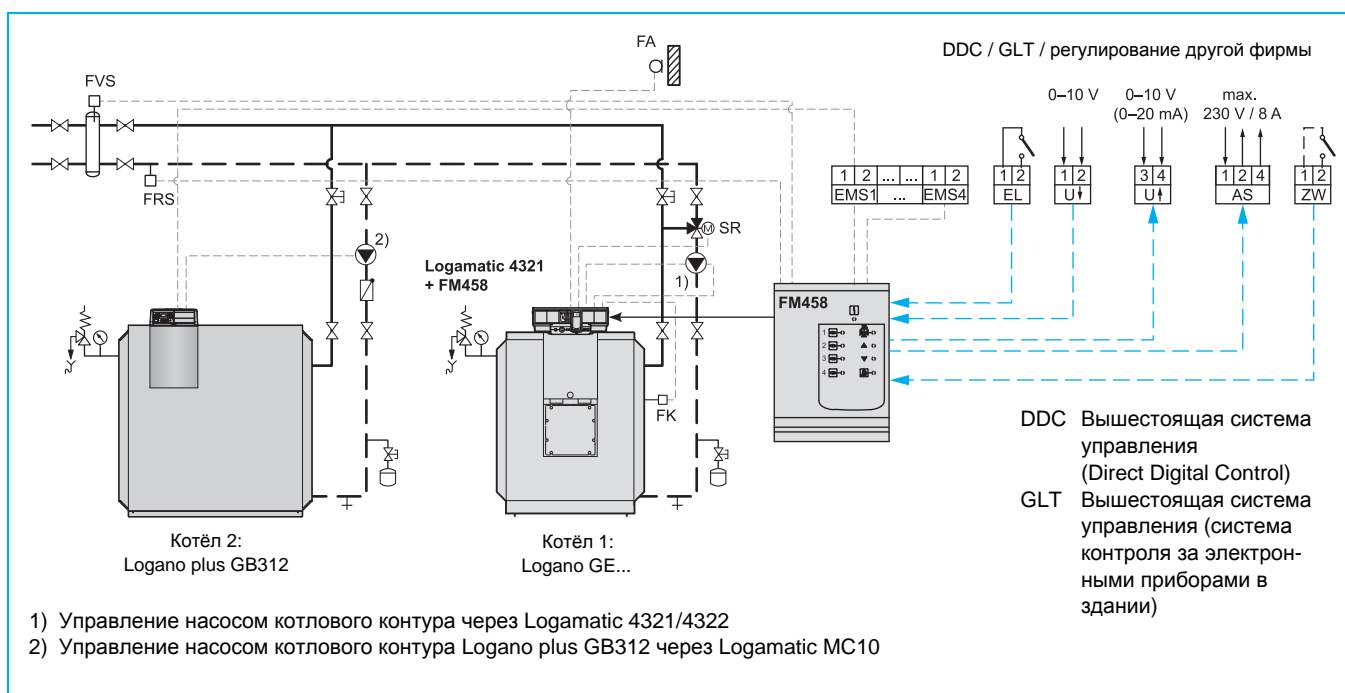 FA
DDC / GLT / регулирование другой фирмы
FVS
0–10 V
0–10 V
(0–20 mA)
max.
230 V / 8 A
1 2 ... ... 1 2
EMS1 ... EMS4
1 2
EL
1 2
U↓
3 4
U↑
1 2 4
AS
1 2
ZW
FRS
M SR
2)
1)
Logamatic 4321
+ FM458
FM458
1
2
3
4
FK
DDC Вышестоящая система
управления
(Direct Digital Control)
GLT Вышестоящая система
управления (система
контроля за электрон-
ными приборами в
здании)
Котёл 2:
Logano plus GB312
Котёл 1:
Logano GE...
1) Управление насосом котлового контура через Logamatic 4321/4322
2) Управление насосом котлового контура Logano plus GB312 через Logamatic MC10